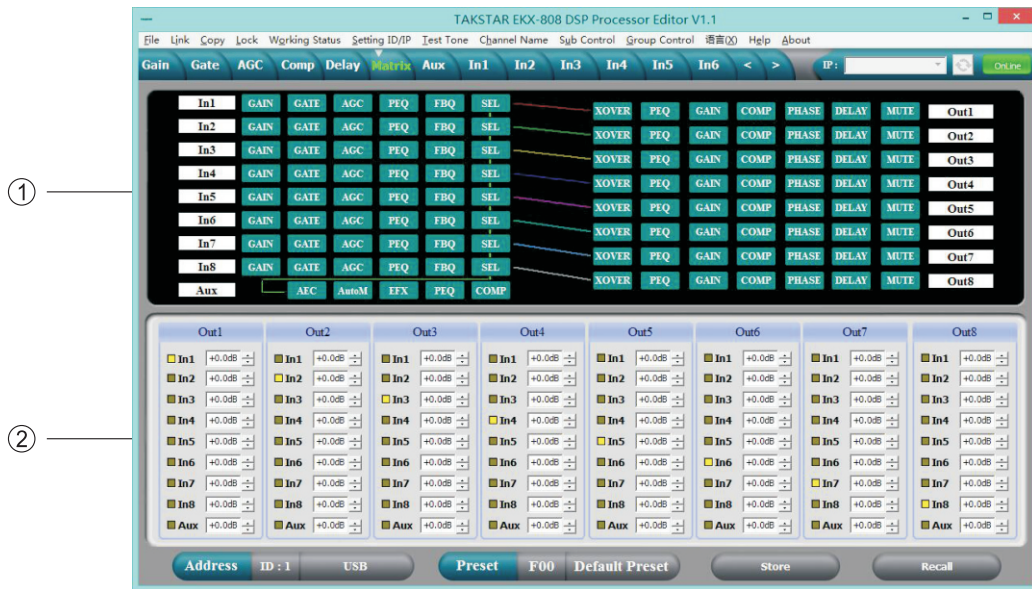 TAKSTAR EKX-808 DSP Processor Editor V1.1
File Link Copy Lock Working Status Setting ID/IP Test Tone Channel Name Sub Control Group Control 语言(X) Help About
Gain Gate AGC Comp Delay Matrix Aux In1 In2 In3 In4 In5 In6 < > IP: OnLine
In1 GAIN GATE AGC PEQ FBQ SEL XOVER PEQ GAIN COMP PHASE DELAY MUTE Out1
In2 GAIN GATE AGC PEQ FBQ SEL XOVER PEQ GAIN COMP PHASE DELAY MUTE Out2
In3 GAIN GATE AGC PEQ FBQ SEL XOVER PEQ GAIN COMP PHASE DELAY MUTE Out3
① In4 GAIN GATE AGC PEQ FBQ SEL XOVER PEQ GAIN COMP PHASE DELAY MUTE Out4
In5 GAIN GATE AGC PEQ FBQ SEL XOVER PEQ GAIN COMP PHASE DELAY MUTE Out5
In6 GAIN GATE AGC PEQ FBQ SEL XOVER PEQ GAIN COMP PHASE DELAY MUTE Out6
In7 GAIN GATE AGC PEQ FBQ SEL XOVER PEQ GAIN COMP PHASE DELAY MUTE Out7
In8 GAIN GATE AGC PEQ FBQ SEL XOVER PEQ GAIN COMP PHASE DELAY MUTE Out8
Aux AEC AutoM EFX PEQ COMP
Out1 Out2 Out3 Out4 Out5 Out6 Out7 Out8
In1 +0.0dB In1 +0.0dB In1 +0.0dB In1 +0.0dB In1 +0.0dB In1 +0.0dB In1 +0.0dB In1 +0.0dB
In2 +0.0dB In2 +0.0dB In2 +0.0dB In2 +0.0dB In2 +0.0dB In2 +0.0dB In2 +0.0dB In2 +0.0dB
In3 +0.0dB In3 +0.0dB In3 +0.0dB In3 +0.0dB In3 +0.0dB In3 +0.0dB In3 +0.0dB In3 +0.0dB
In4 +0.0dB In4 +0.0dB In4 +0.0dB In4 +0.0dB In4 +0.0dB In4 +0.0dB In4 +0.0dB In4 +0.0dB
② In5 +0.0dB In5 +0.0dB In5 +0.0dB In5 +0.0dB In5 +0.0dB In5 +0.0dB In5 +0.0dB In5 +0.0dB
In6 +0.0dB In6 +0.0dB In6 +0.0dB In6 +0.0dB In6 +0.0dB In6 +0.0dB In6 +0.0dB In6 +0.0dB
In7 +0.0dB In7 +0.0dB In7 +0.0dB In7 +0.0dB In7 +0.0dB In7 +0.0dB In7 +0.0dB In7 +0.0dB
In8 +0.0dB In8 +0.0dB In8 +0.0dB In8 +0.0dB In8 +0.0dB In8 +0.0dB In8 +0.0dB In8 +0.0dB
Aux +0.0dB Aux +0.0dB Aux +0.0dB Aux +0.0dB Aux +0.0dB Aux +0.0dB Aux +0.0dB Aux +0.0dB
Address ID : 1 USB Preset F00 Default Preset Store Recall